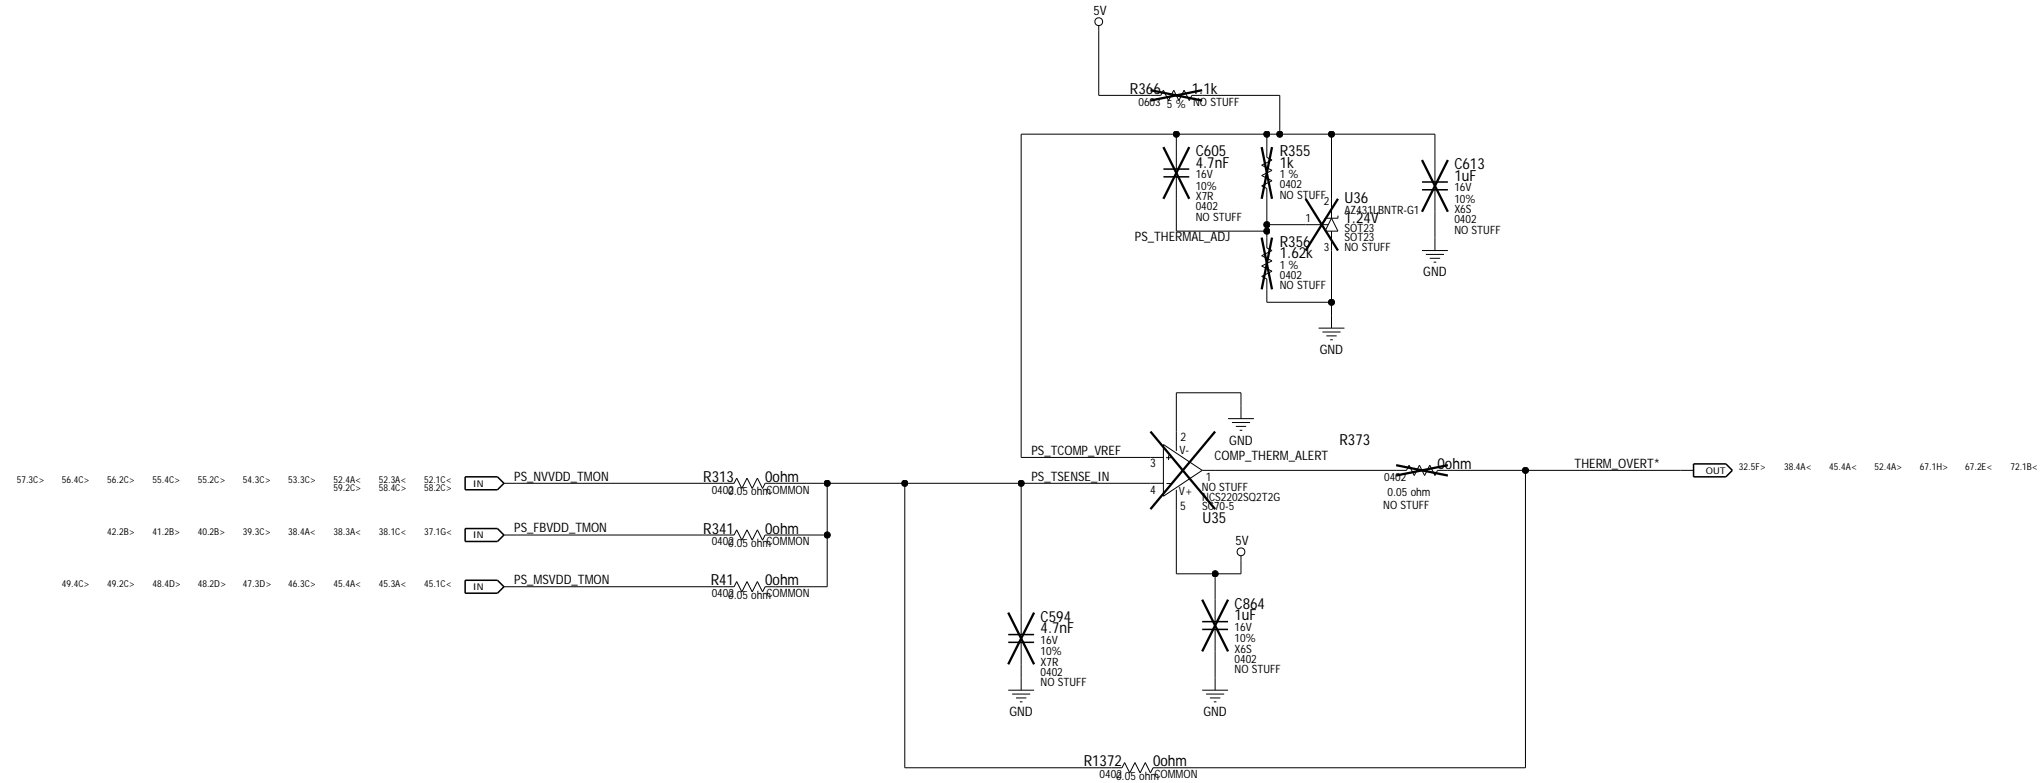 5V
R366 1.1k
0603 5 % NO STUFF
C605
4.7nF
16V
10%
X7R
0402
NO STUFF
R355
1k
1 %
0402
NO STUFF
C613
1uF
16V
10%
X6S
0402
NO STUFF
GND
2
1
3
U36
AZ431LBNTR-G1
1.24V
SOT23
SOT23
NO STUFF
PS_THERMAL_ADJ
R356
1.62k
1 %
0402
NO STUFF
GND
2
V-
GND
PS_TCOMP_VREF
3
+
PS_TSENSE_IN
4
-
V+
5
1
COMP_THERM_ALERT
NO STUFF
NCS2202SQ2T2G
SC70-5
U35
R373
0ohm
0402
0.05 ohm
NO STUFF
THERM_OVERT*
OUT
32.5F> 38.4A< 45.4A< 52.4A> 67.1H> 67.2E< 72.1B<
57.3C> 56.4C> 56.2C> 55.4C> 55.2C> 54.3C> 53.3C> 52.4A< 52.3A< 52.1C<
59.2C> 58.4C> 58.2C>
IN
PS_NVVDD_TMON
R313 0ohm
0402 0.05 ohm COMMON
42.2B> 41.2B> 40.2B> 39.3C> 38.4A< 38.3A< 38.1C< 37.1G<
IN
PS_FBVDD_TMON
R341 0ohm
0402 0.05 ohm COMMON
49.4C> 49.2C> 48.4D> 48.2D> 47.3D> 46.3C> 45.4A< 45.3A< 45.1C<
IN
PS_MSVDD_TMON
R41 0ohm
0402 0.05 ohm COMMON
5V
C594
4.7nF
16V
10%
X7R
0402
NO STUFF
GND
C864
1uF
16V
10%
X6S
0402
NO STUFF
GND
R1372 0ohm
0402 0.05 ohm COMMON